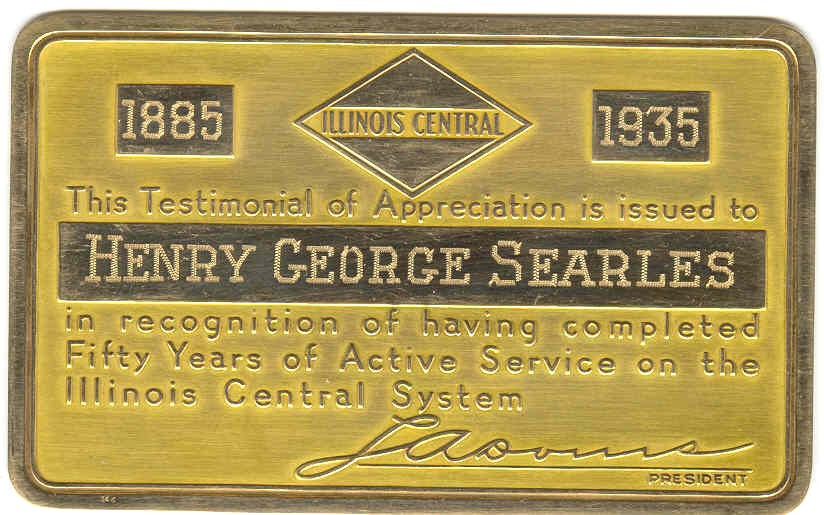 1885 ILLINOIS CENTRAL 1935
This Testimonial of Appreciation is issued to
HENRY GEORGE SEARLES
in recognition of having completed
Fifty Years of Active Service on the
Illinois Central System
PRESIDENT